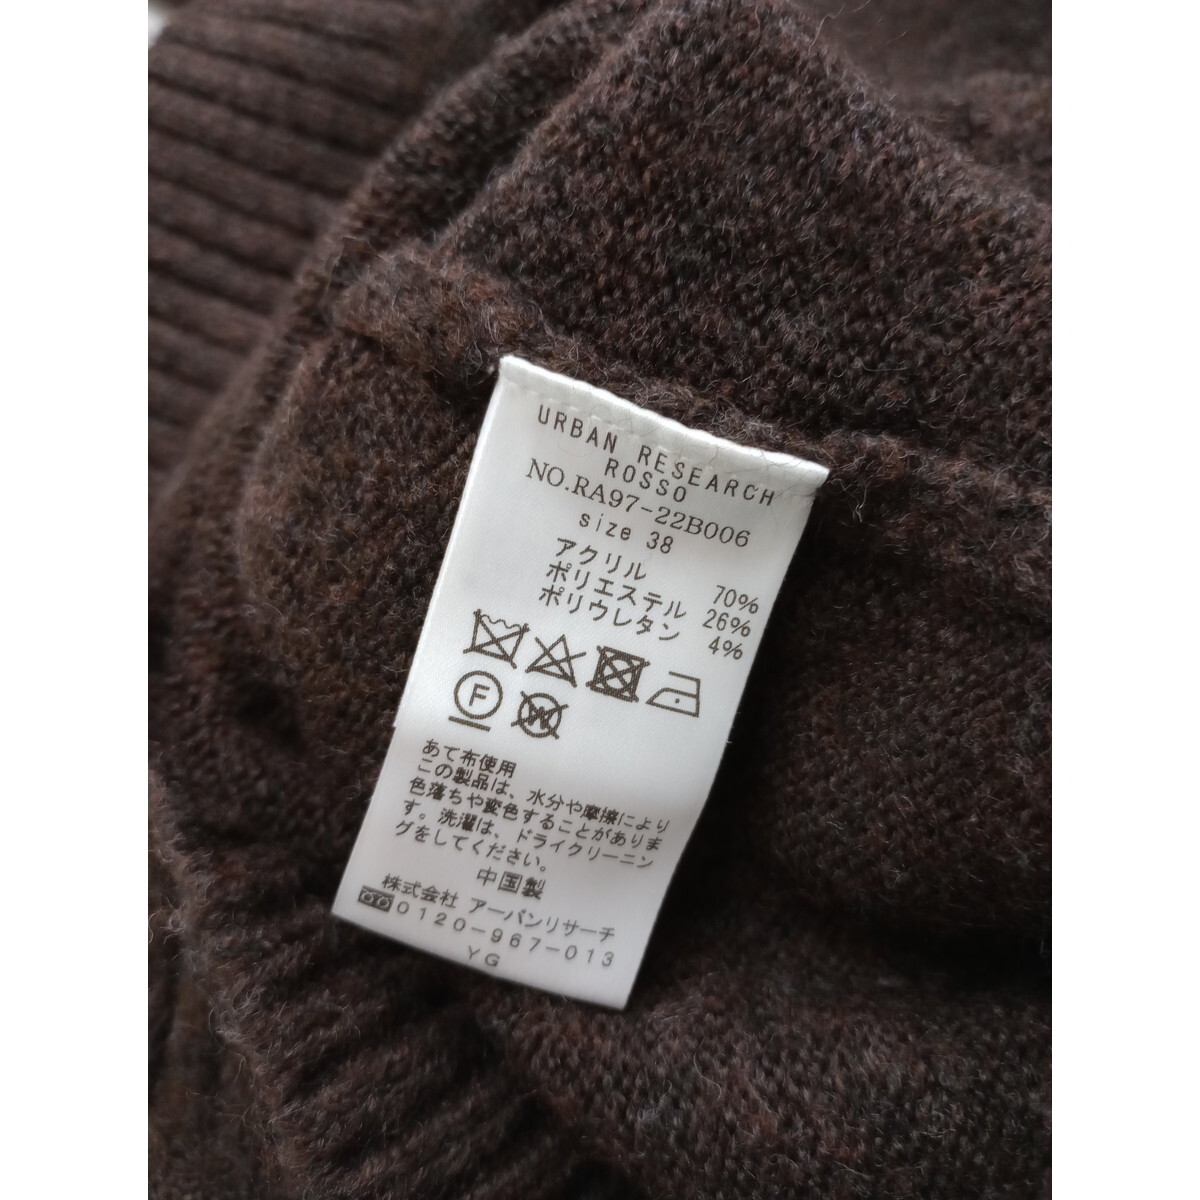 URBAN RESEARCH
ROSSO
NO.RA97-22B006
size 38
アクリル 70%
ポリエステル 26%
ポリウレタン 4%
F
W
あて布使用
この製品は、水分や摩擦により
色落ちや変色することがありま
す。洗濯は、ドライクリーニン
グをしてください。
中国製
株式会社 アーバンリサーチ
0120-967-013
YG